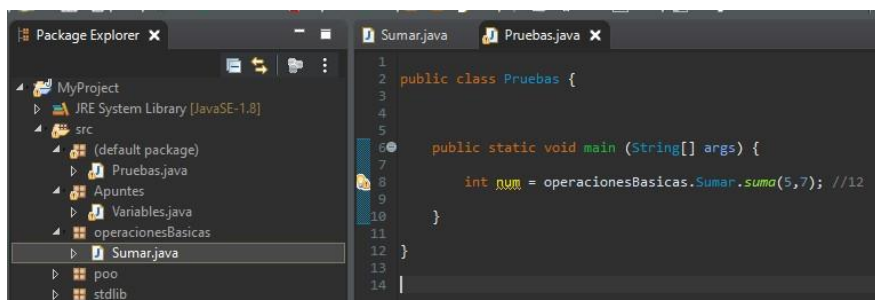 Package Explorer
MyProject
JRE System Library [JavaSE-1.8]
src
(default package)
Pruebas.java
Apuntes
Variables.java
operacionesBasicas
Sumar.java
poo
stdlib
Sumar.java Pruebas.java
1
2 public class Pruebas {
3
4
5
6 public static void main (String[] args) {
7
8 int num = operacionesBasicas.Sumar.suma(5,7); //12
9
10 }
11
12 }
13
14